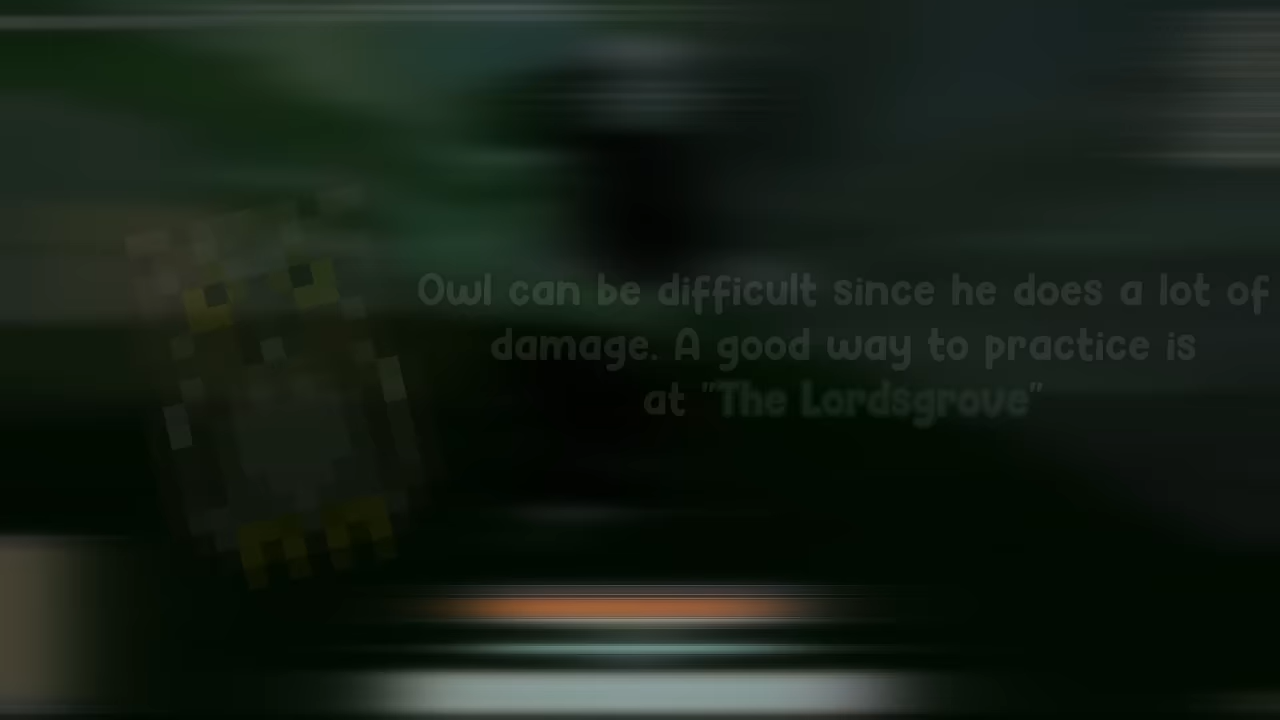 Owl can be difficult since he does a lot of
damage. A good way to practice is
at "The Lordsgrove"